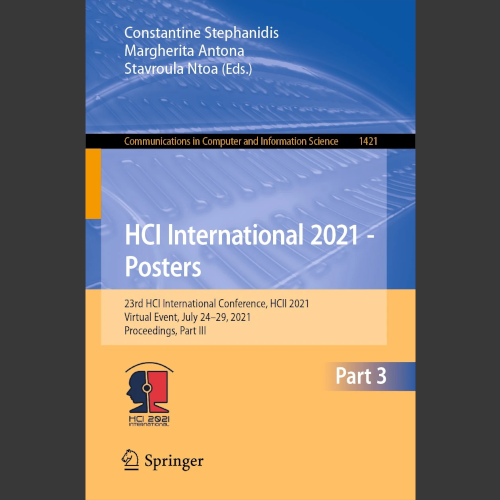 Constantine Stephanidis
Margherita Antona
Stavroula Ntoa (Eds.)
Communications in Computer and Information Science 1421
HCI International 2021 -
Posters
23rd HCI International Conference, HCII 2021
Virtual Event, July 24–29, 2021
Proceedings, Part III
Part 3
HCI 2021
INTERNATIONAL
Springer